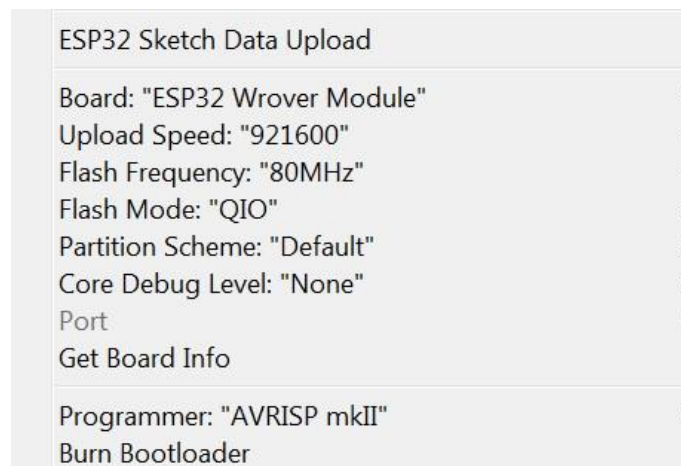 ESP32 Sketch Data Upload
Board: "ESP32 Wrover Module"
Upload Speed: "921600"
Flash Frequency: "80MHz"
Flash Mode: "QIO"
Partition Scheme: "Default"
Core Debug Level: "None"
Port
Get Board Info
Programmer: "AVRISP mkII"
Burn Bootloader